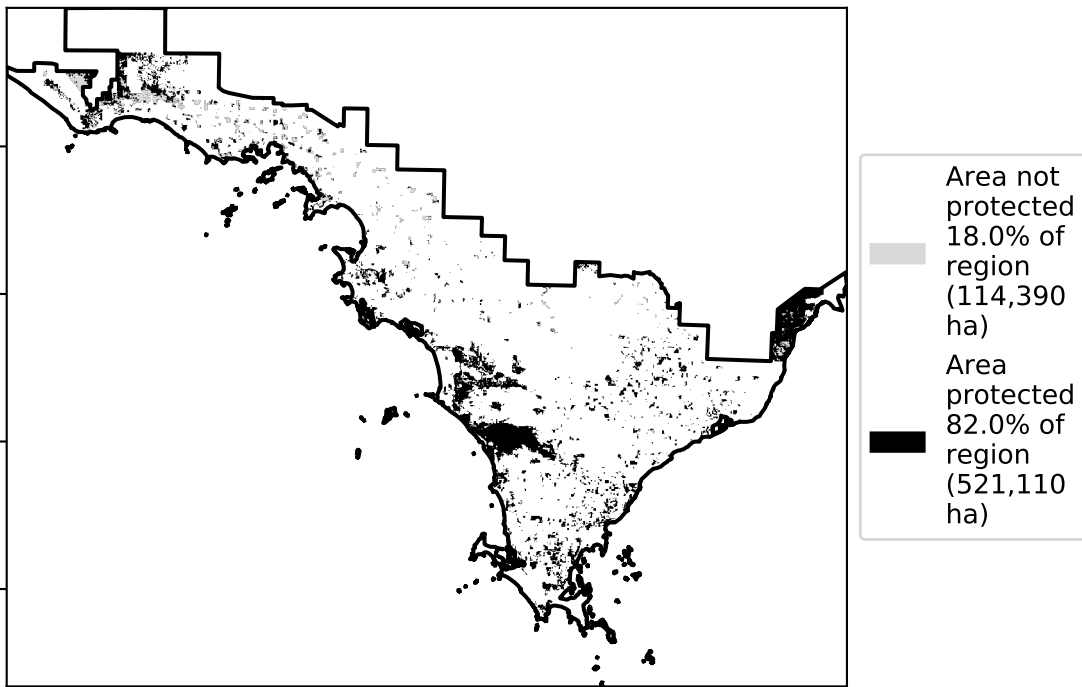 Area not
protected
18.0% of
region
(114,390
ha)
Area
protected
82.0% of
region
(521,110
ha)